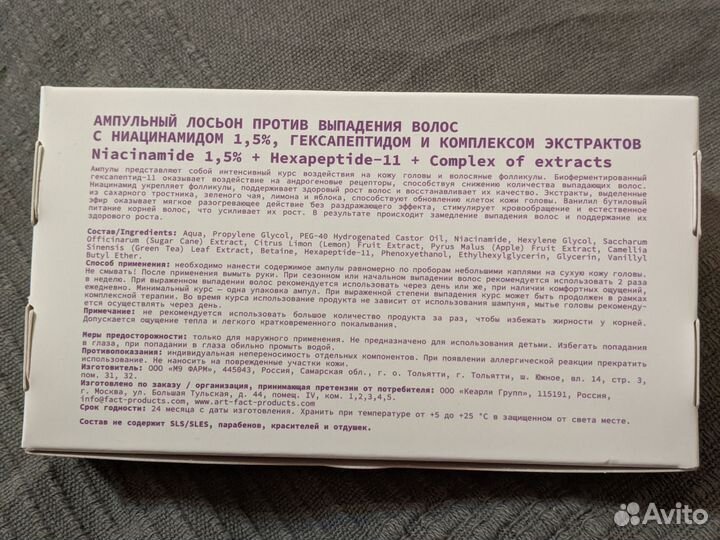 АМПУЛЬНЫЙ ЛОСЬОН ПРОТИВ ВЫПАДЕНИЯ ВОЛОС
С НИАЦИНАМИДОМ 1,5%, ГЕКСАПЕПТИДОМ И КОМПЛЕКСОМ ЭКСТРАКТОВ
Niacinamide 1,5% + Hexapeptide-11 + Complex of extracts
Ампулы представляют собой интенсивный курс воздействия на кожу головы и волосяные фолликулы. Биоферментированный
гексапептид-11 оказывает воздействие на андрогеновые рецепторы, способствуя снижению количества выпадающих волос.
Ниацинамид укрепляет фолликулы, поддерживает здоровый рост волос и восстанавливает их качество. Экстракты, выделенные
из сахарного тростника, зеленого чая, лимона и яблока, способствуют обновлению клеток кожи головы. Ванилил бутиловый
эфир оказывает мягкое разогревающее действие без раздражающего эффекта, стимулирует кровообращение и естественное
питание корней волос, что усиливает их рост. В результате происходит замедление выпадения волос и поддержание их
здорового роста.
Состав/Ingredients: Aqua, Propylene Glycol, PEG-40 Hydrogenated Castor Oil, Niacinamide, Hexylene Glycol, Saccharum
Officinarum (Sugar Cane) Extract, Citrus Limon (Lemon) Fruit Extract, Pyrus Malus (Apple) Fruit Extract, Camellia
Sinensis (Green Tea) Leaf Extract, Betaine, Hexapeptide-11, Phenoxyethanol, Ethylhexylglycerin, Glycerin, Vanillyl
Butyl Ether.
Способ применения: необходимо нанести содержимое ампулы равномерно по проборам небольшими каплями на сухую кожу головы.
Не смывать! После применения вымыть руки. При сезонном или на начальном выпадении волос рекомендуется использовать 2 раза
в неделю. При выраженном выпадении волос рекомендуется использовать через день или же, при наличии комфортных ощущений,
ежедневно. Минимальный курс – одна упаковка ампул. При выраженной степени выпадения курс может быть продолжен в рамках
комплексной терапии. Во время курса использование продукта не зависит от использования шампуня, мытье головы рекоменду-
ется осуществлять через день.
Примечание: не рекомендуется использовать большое количество продукта за раз, чтобы избежать жирности у корней.
Допускается ощущение тепла и легкого кратковременного покалывания.
Меры предосторожности: только для наружного применения. Не предназначено для использования детьми. Избегать попадания
в глаза, при попадании в глаза обильно промыть водой.
Противопоказания: индивидуальная непереносимость отдельных компонентов. При появлении аллергической реакции прекратить
использование. Не наносить на поврежденные участки кожи.
Изготовитель: ООО «М9 ФАРМ», 445043, Россия, Самарская обл., г. о. Тольятти, г. Тольятти, ш. Южное, вл. 14, стр. 3,
пом. 31, 32.
Изготовлено по заказу / организация, принимающая претензии от потребителя: ООО «Кеарли Групп», 115191, Россия,
г. Москва, ул. Большая Тульская, д. 44, помещ. IV, ком. 1,2,3,4,5.
info@fact-products.com, www.art-fact-products.com
Срок годности: 24 месяца с даты изготовления. Хранить при температуре от +5 до +25 °C в защищенном от света месте.
Состав не содержит SLS/SLES, парабенов, красителей и отдушек.
Avito